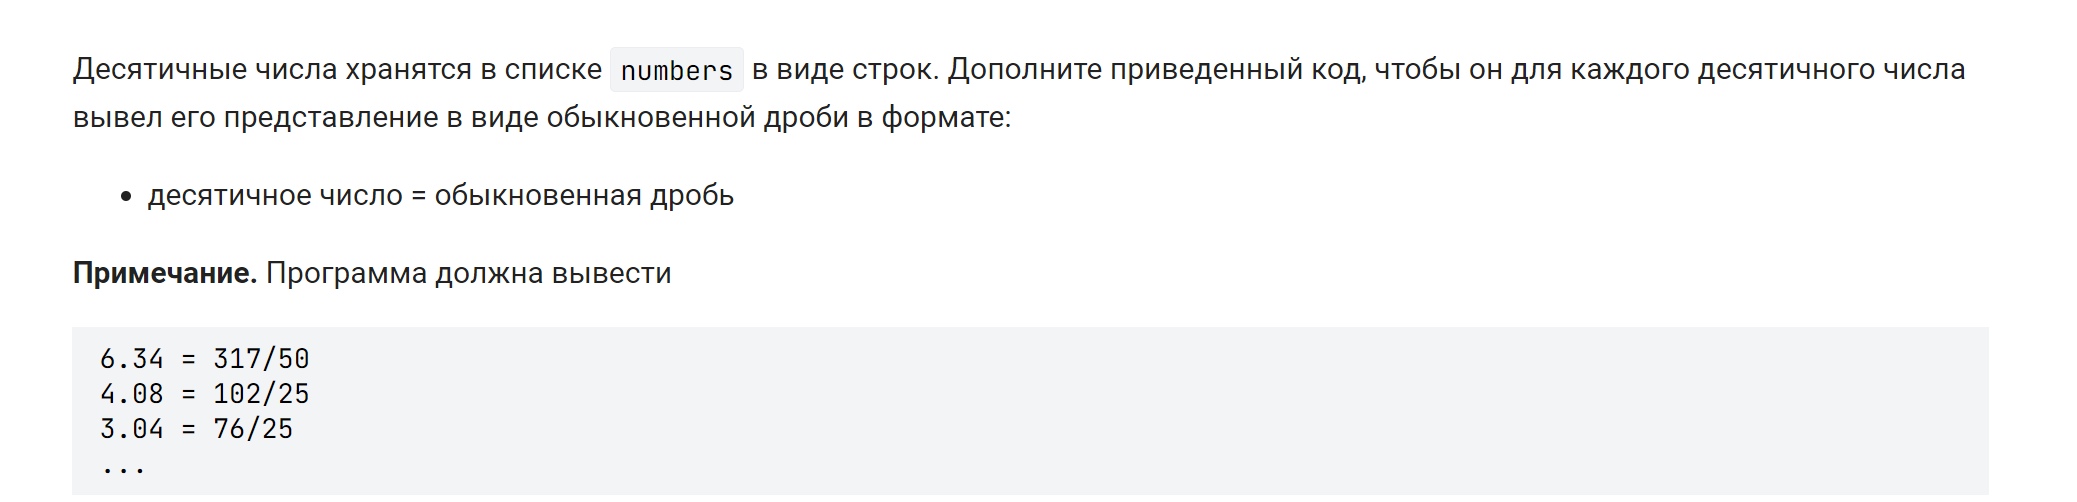 Десятичные числа хранятся в списке numbers в виде строк. Дополните приведенный код, чтобы он для каждого десятичного числа
вывел его представление в виде обыкновенной дроби в формате:
• десятичное число = обыкновенная дробь
Примечание. Программа должна вывести
6.34 = 317/50
4.08 = 102/25
3.04 = 76/25
...